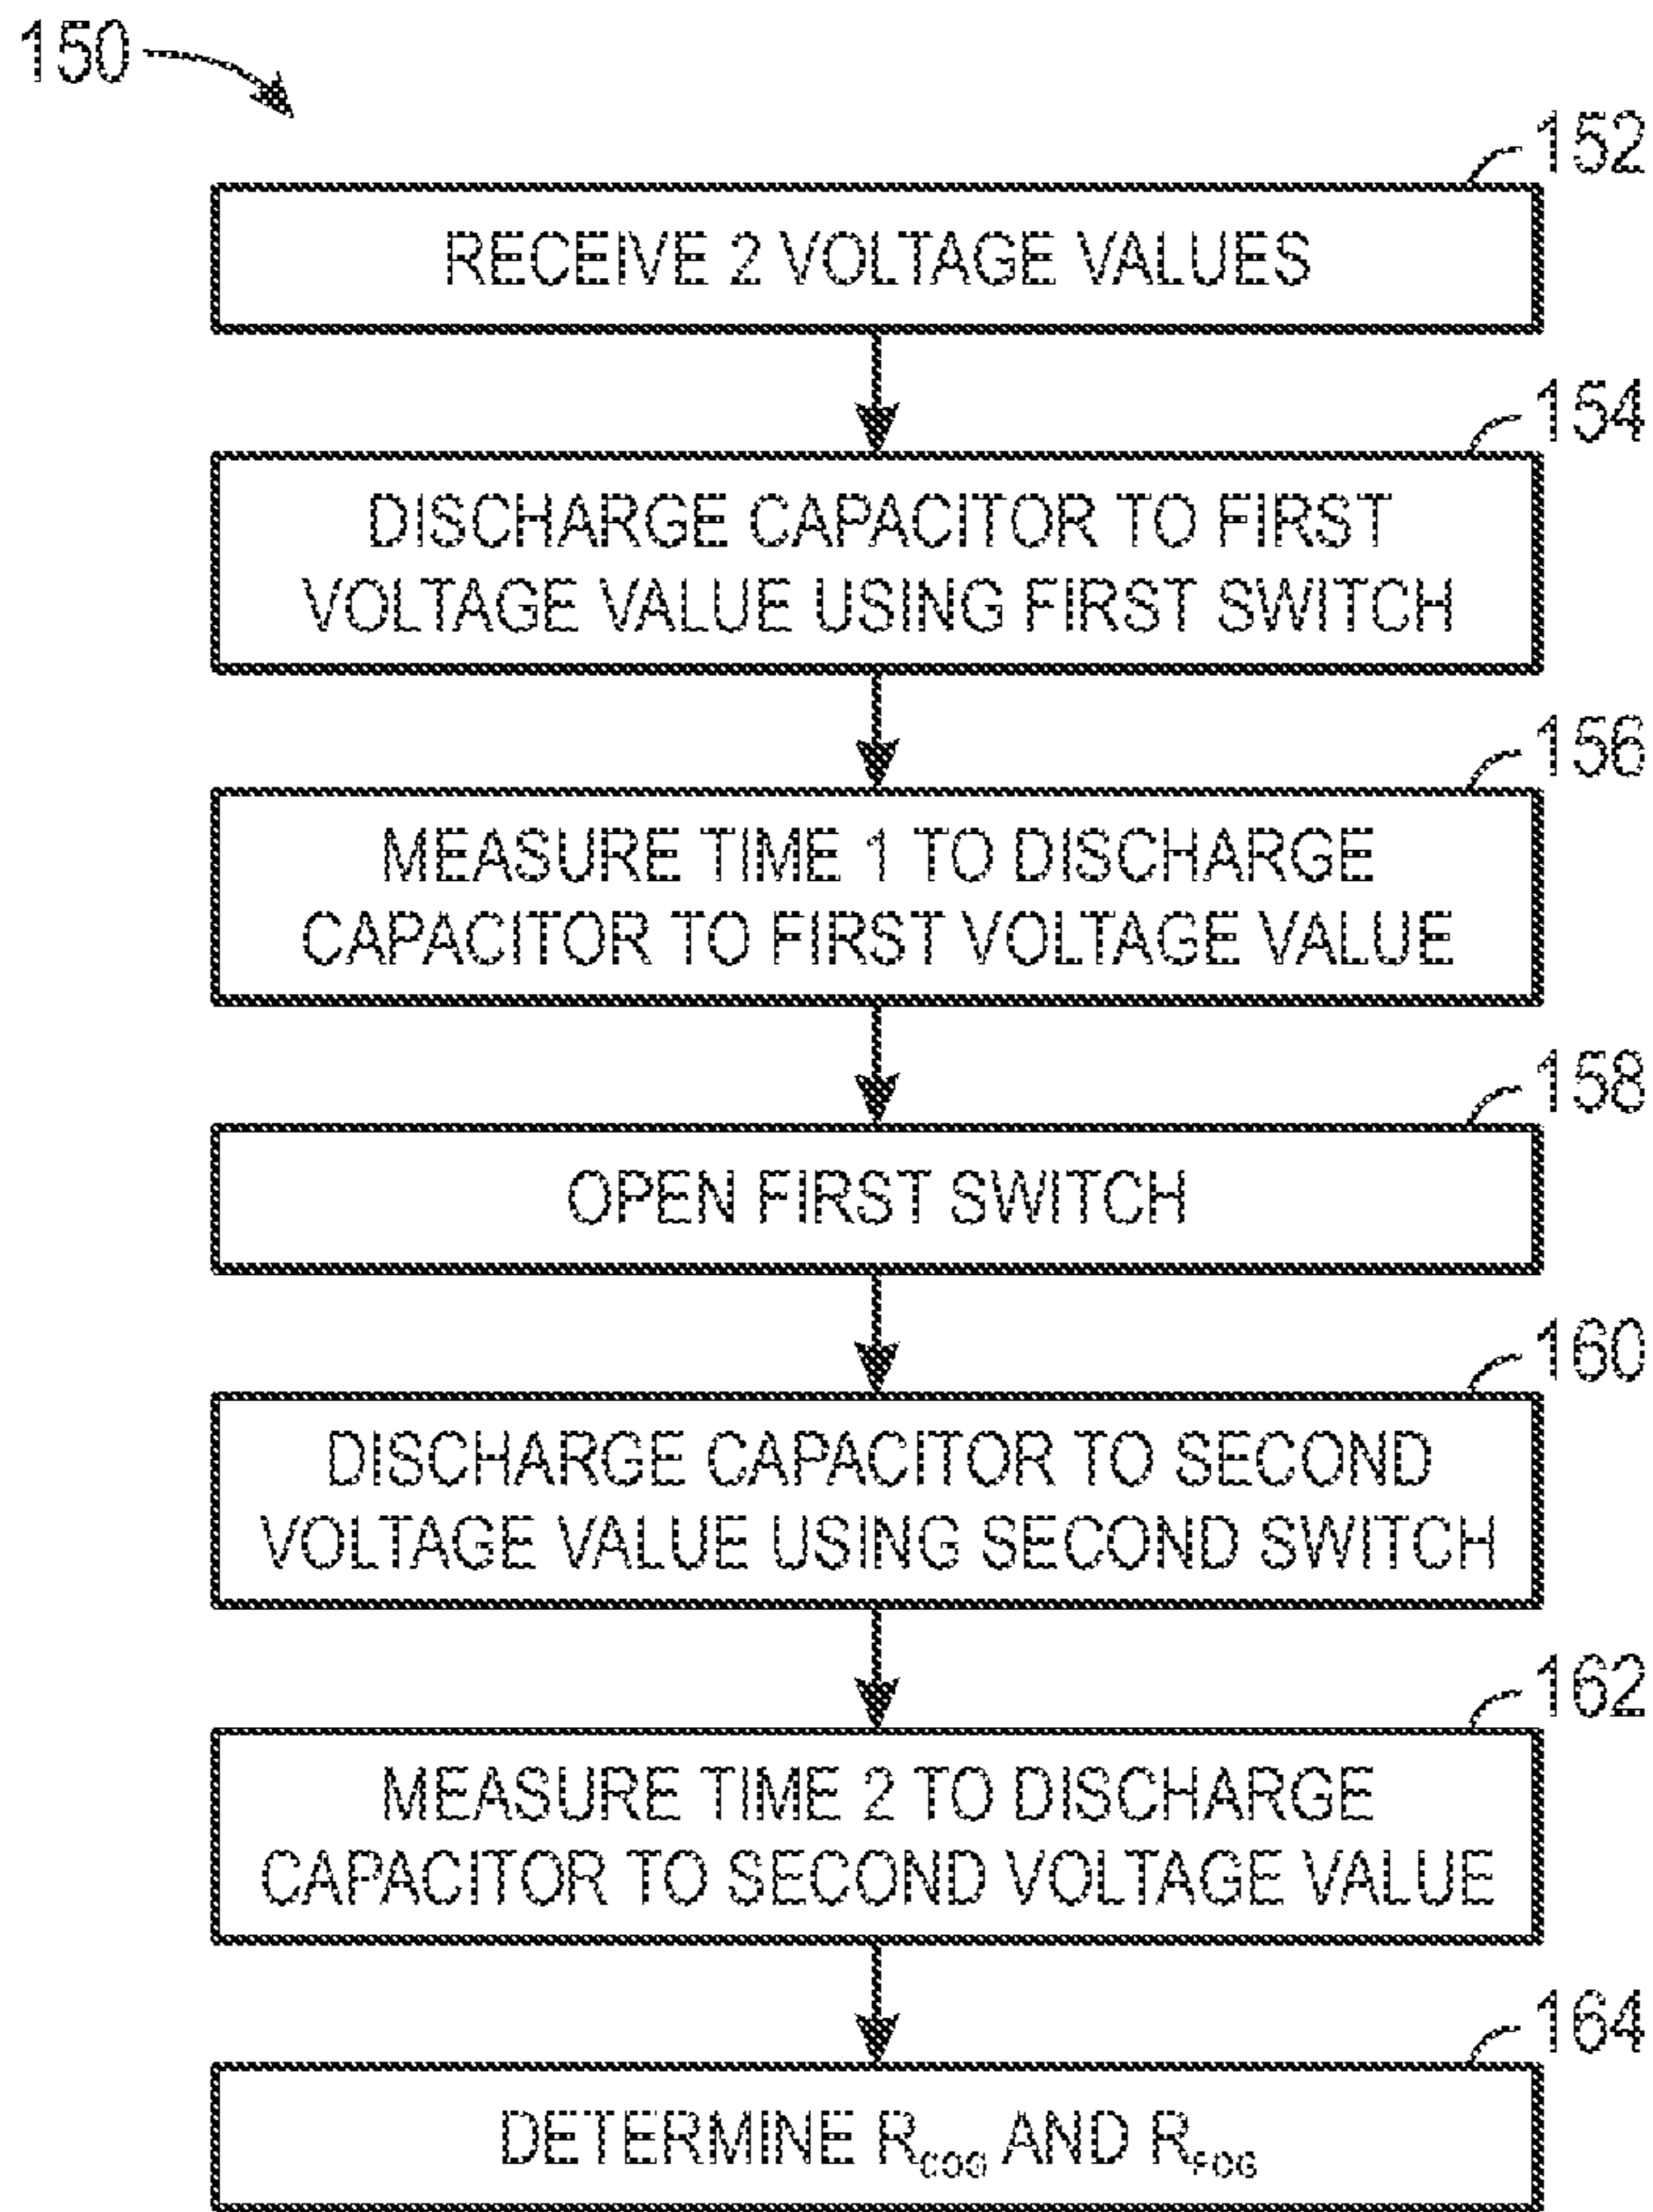 150
152
RECEIVE 2 VOLTAGE VALUES
154
DISCHARGE CAPACITOR TO FIRST
VOLTAGE VALUE USING FIRST SWITCH
156
MEASURE TIME 1 TO DISCHARGE
CAPACITOR TO FIRST VOLTAGE VALUE
158
OPEN FIRST SWITCH
160
DISCHARGE CAPACITOR TO SECOND
VOLTAGE VALUE USING SECOND SWITCH
162
MEASURE TIME 2 TO DISCHARGE
CAPACITOR TO SECOND VOLTAGE VALUE
164
DETERMINE RCOG AND RFOG